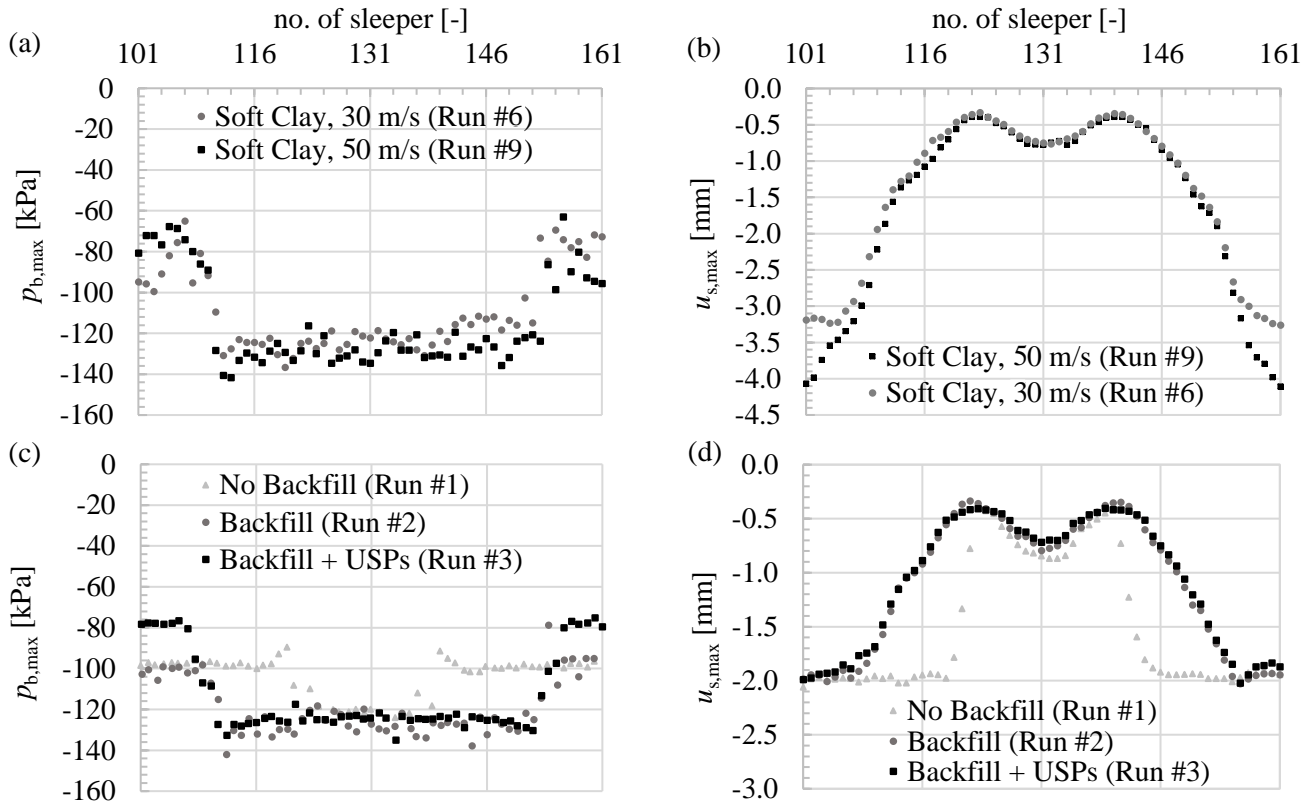 no. of sleeper [-]
no. of sleeper [-]
(a)
101 116 131 146 161
0
-20
-40
-60
-80
-100
-120
-140
-160
p_b,max [kPa]
Soft Clay, 30 m/s (Run #6)
Soft Clay, 50 m/s (Run #9)
(b)
101 116 131 146 161
0.0
-0.5
-1.0
-1.5
-2.0
-2.5
-3.0
-3.5
-4.0
-4.5
u_s,max [mm]
Soft Clay, 50 m/s (Run #9)
Soft Clay, 30 m/s (Run #6)
(c)
0
-20
-40
-60
-80
-100
-120
-140
-160
p_b,max [kPa]
No Backfill (Run #1)
Backfill (Run #2)
Backfill + USPs (Run #3)
(d)
0.0
-0.5
-1.0
-1.5
-2.0
-2.5
-3.0
u_s,max [mm]
No Backfill (Run #1)
Backfill (Run #2)
Backfill + USPs (Run #3)